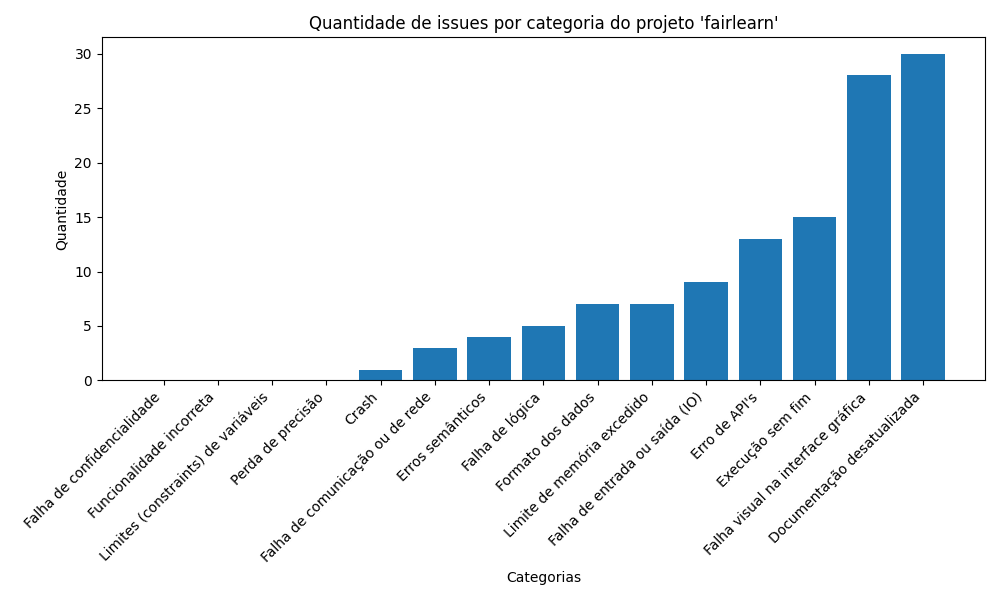 Quantidade de issues por categoria do projeto 'fairlearn'
Quantidade
30
25
20
15
10
5
0
Falha de confidencialidade
Funcionalidade incorreta
Limites (constraints) de variáveis
Perda de precisão
Crash
Falha de comunicação ou de rede
Erros semânticos
Falha de lógica
Formato dos dados
Limite de memória excedido
Falha de entrada ou saída (IO)
Erro de API's
Execução sem fim
Falha visual na interface gráfica
Documentação desatualizada
Categorias